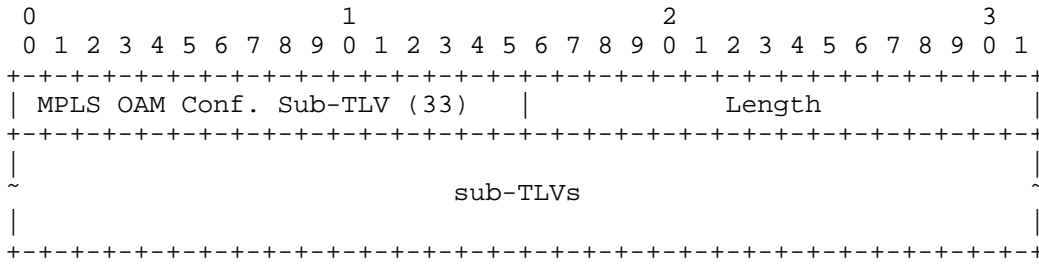 0                   1                   2                   3
 0 1 2 3 4 5 6 7 8 9 0 1 2 3 4 5 6 7 8 9 0 1 2 3 4 5 6 7 8 9 0 1
+-+-+-+-+-+-+-+-+-+-+-+-+-+-+-+-+-+-+-+-+-+-+-+-+-+-+-+-+-+-+-+-+
| MPLS OAM Conf. Sub-TLV (33)   |            Length             |
+-+-+-+-+-+-+-+-+-+-+-+-+-+-+-+-+-+-+-+-+-+-+-+-+-+-+-+-+-+-+-+-+
|                                                               |
~                           sub-TLVs                            ~
|                                                               |
+-+-+-+-+-+-+-+-+-+-+-+-+-+-+-+-+-+-+-+-+-+-+-+-+-+-+-+-+-+-+-+-+